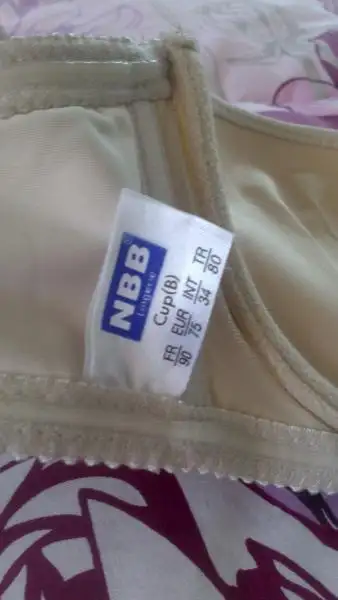 NBB®
Lingerie
Cup(B)
FR EUR INT TR
90 75 34 80